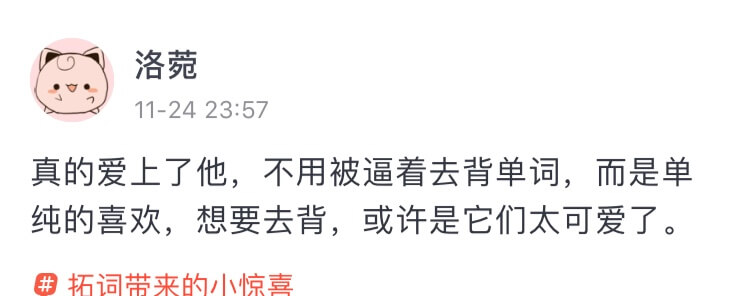 洛菀
11-24 23:57
真的爱上了他，不用被逼着去背单词，而是单
纯的喜欢，想要去背，或许是它们太可爱了。
# 拓词带来的小惊喜